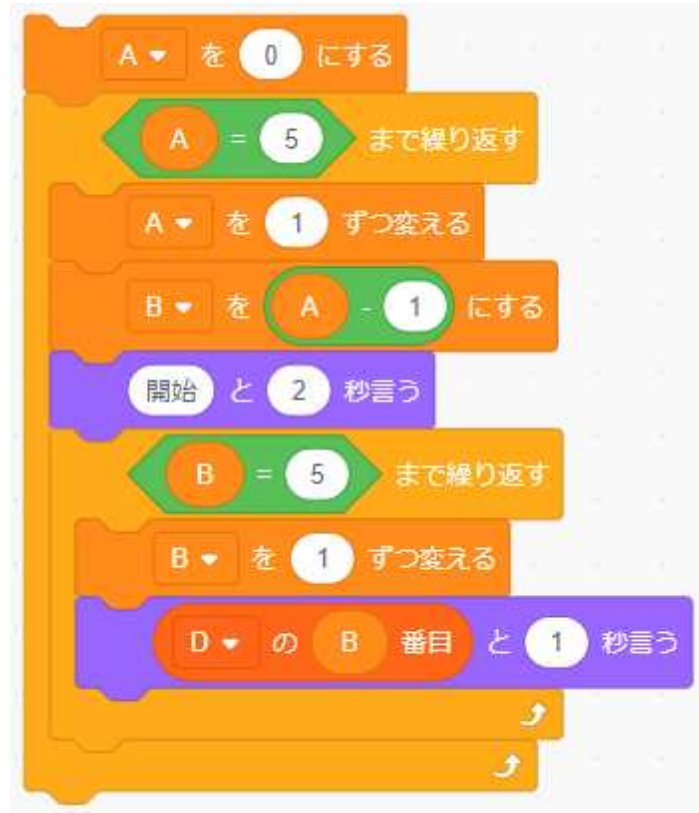 A を 0 にする
A = 5 まで繰り返す
A を 1 ずつ変える
B を A - 1 にする
開始 と 2 秒言う
B = 5 まで繰り返す
B を 1 ずつ変える
D の B 番目 と 1 秒言う